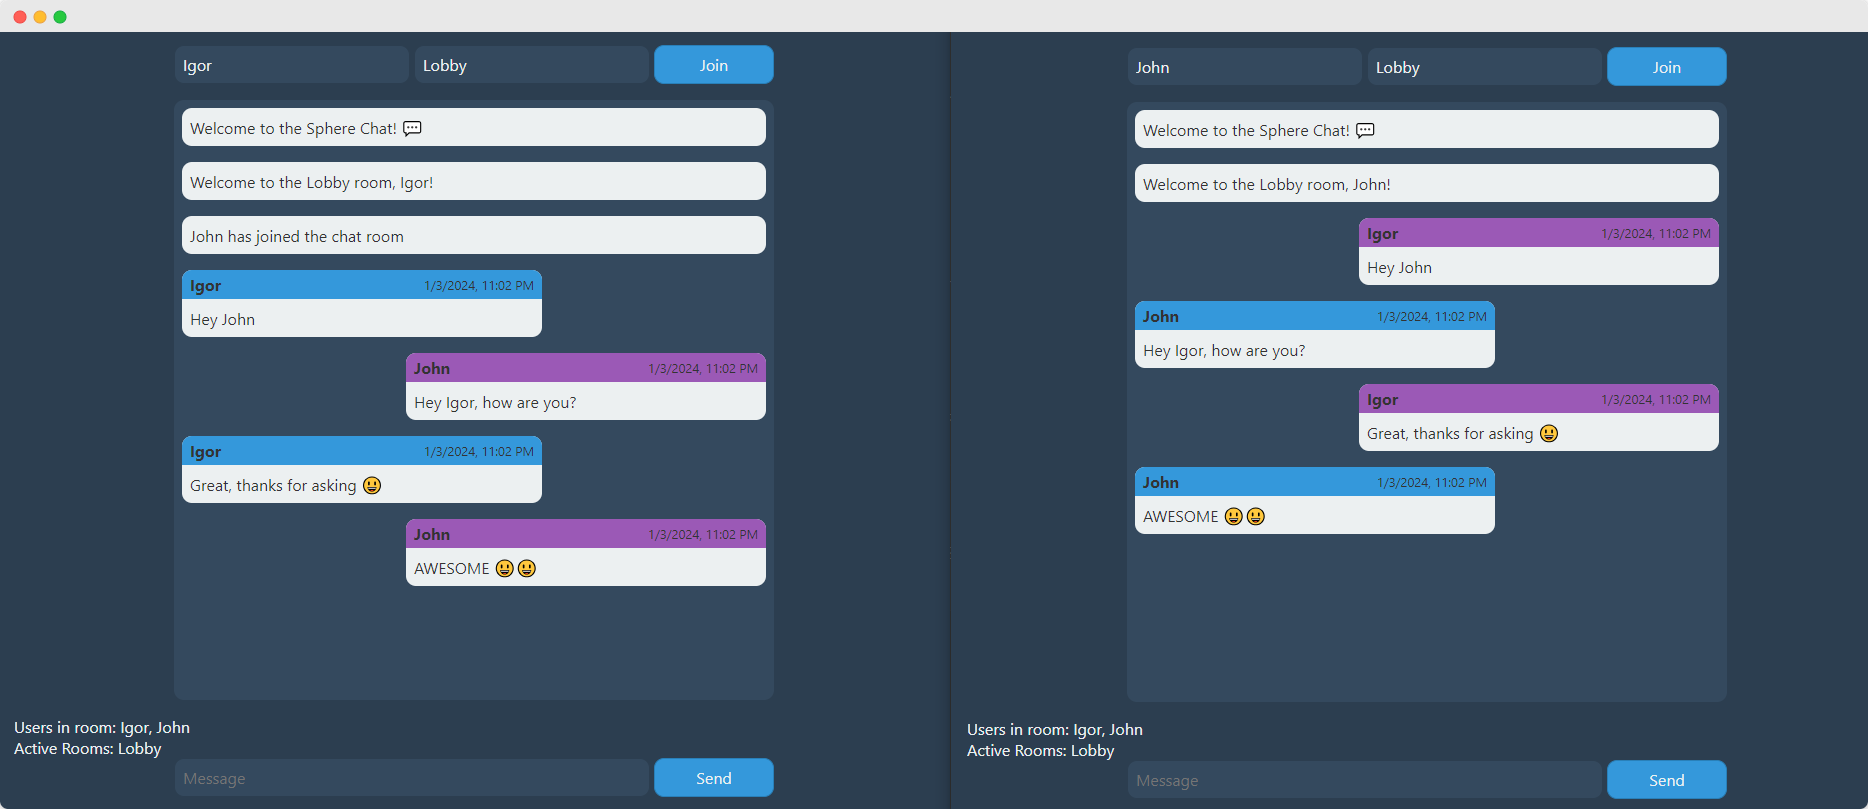 Igor
Lobby
Join
Welcome to the Sphere Chat! 💬
Welcome to the Lobby room, Igor!
John has joined the chat room
Igor 1/3/2024, 11:02 PM
Hey John
John 1/3/2024, 11:02 PM
Hey Igor, how are you?
Igor 1/3/2024, 11:02 PM
Great, thanks for asking 😃
John 1/3/2024, 11:02 PM
AWESOME 😃😃
Users in room: Igor, John
Active Rooms: Lobby
Message
Send
John
Lobby
Join
Welcome to the Sphere Chat! 💬
Welcome to the Lobby room, John!
Igor 1/3/2024, 11:02 PM
Hey John
John 1/3/2024, 11:02 PM
Hey Igor, how are you?
Igor 1/3/2024, 11:02 PM
Great, thanks for asking 😃
John 1/3/2024, 11:02 PM
AWESOME 😃😃
Users in room: Igor, John
Active Rooms: Lobby
Message
Send